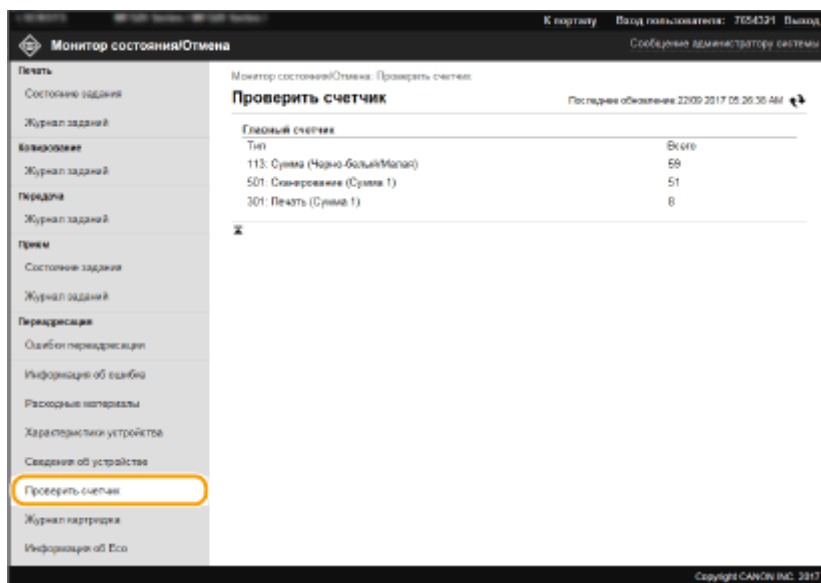 К порталу Вход пользователя: 7654321 Выход
Монитор состояния/Отмена
Сообщение администратору системы
Печать
Состояние задания
Журнал заданий
Копирование
Журнал заданий
Передача
Журнал заданий
Прием
Состояние задания
Журнал заданий
Переадресация
Ошибки переадресации
Информация об ошибке
Расходные материалы
Характеристики устройства
Сведения об устройстве
Проверить счетчик
Журнал картриджа
Информация об Eco
Монитор состояния/Отмена: Проверить счетчик
Проверить счетчик
Последнее обновление 22/09 2017 05:26:36 AM
Главный счетчик
Тип Всего
113: Сумма (Черно-белый/Малая) 59
501: Сканирование (Сумма 1) 51
301: Печать (Сумма 1) 8
Copyright CANON INC. 2017